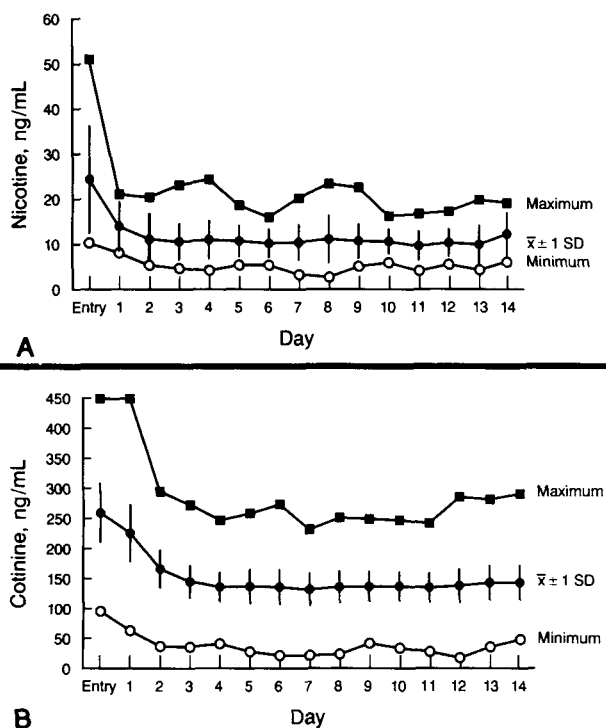 60
50
40
30
20
10
0
Nicotine, ng/mL
Maximum
x̄ ± 1 SD
Minimum
Entry 1 2 3 4 5 6 7 8 9 10 11 12 13 14
Day
A
450
400
350
300
250
200
150
100
50
0
Cotinine, ng/mL
Maximum
x̄ ± 1 SD
Minimum
Entry 1 2 3 4 5 6 7 8 9 10 11 12 13 14
Day
B